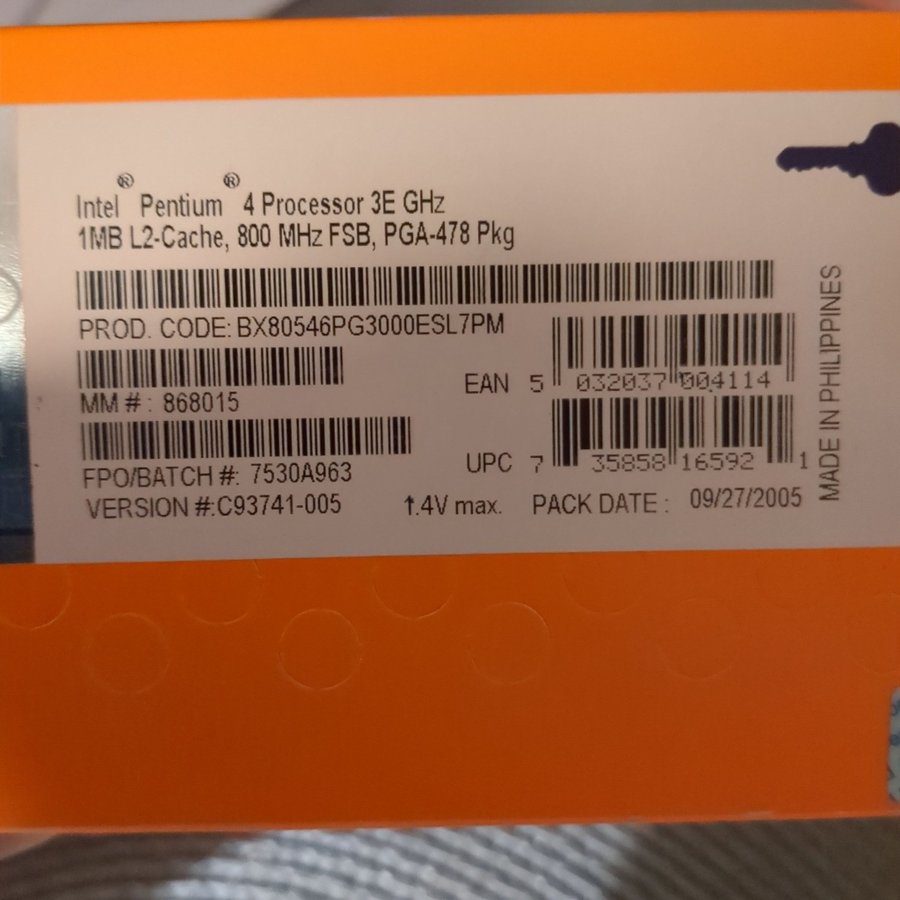 Intel® Pentium® 4 Processor 3E GHz
1MB L2-Cache, 800 MHz FSB, PGA-478 Pkg
PROD. CODE: BX80546PG3000ESL7PM
MM # : 868015
EAN 5 032037 004114
FPO/BATCH #: 7530A963
UPC 7 35858 16592 1
VERSION #:C93741-005 1.4V max. PACK DATE : 09/27/2005
MADE IN PHILIPPINES